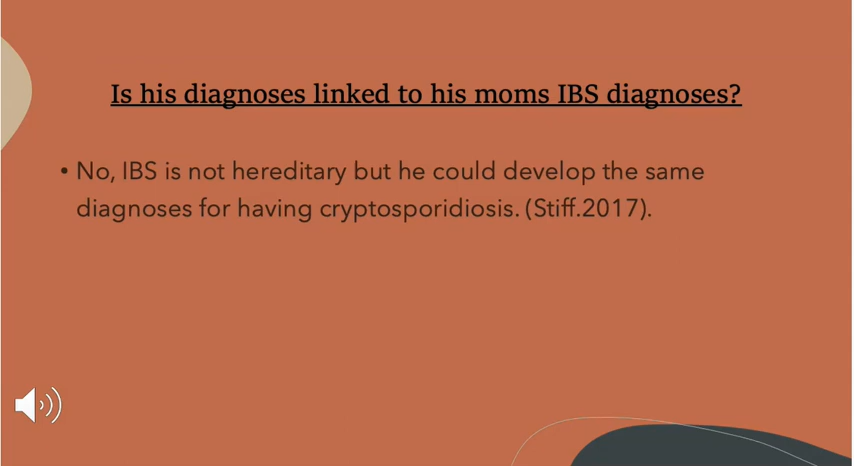 Is his diagnoses linked to his moms IBS diagnoses?
• No, IBS is not hereditary but he could develop the same
diagnoses for having cryptosporidiosis. (Stiff.2017).